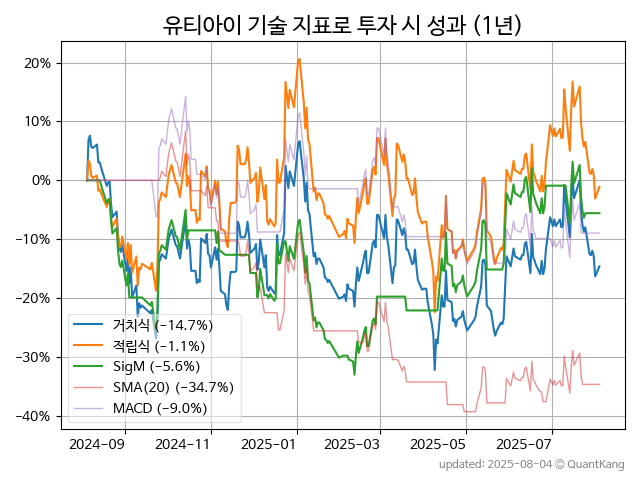 유티아이 기술 지표로 투자 시 성과 (1년)
20%
10%
0%
−10%
−20%
−30%
−40%
거치식 (−14.7%)
적립식 (−1.1%)
SigM (−5.6%)
SMA(20) (−34.7%)
MACD (−9.0%)
2024-09
2024-11
2025-01
2025-03
2025-05
2025-07
updated: 2025-08-04 © QuantKang